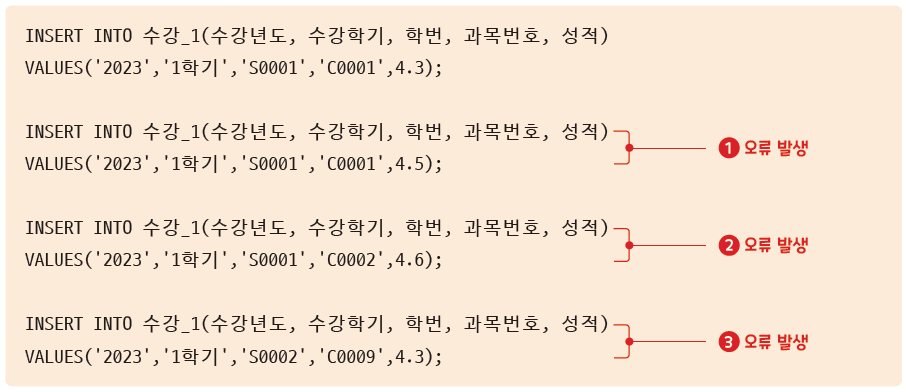 INSERT INTO 수강_1(수강년도, 수강학기, 학번, 과목번호, 성적)
VALUES('2023','1학기','S0001','C0001',4.3);
INSERT INTO 수강_1(수강년도, 수강학기, 학번, 과목번호, 성적)
VALUES('2023','1학기','S0001','C0001',4.5);
1 오류 발생
INSERT INTO 수강_1(수강년도, 수강학기, 학번, 과목번호, 성적)
VALUES('2023','1학기','S0001','C0002',4.6);
2 오류 발생
INSERT INTO 수강_1(수강년도, 수강학기, 학번, 과목번호, 성적)
VALUES('2023','1학기','S0002','C0009',4.3);
3 오류 발생